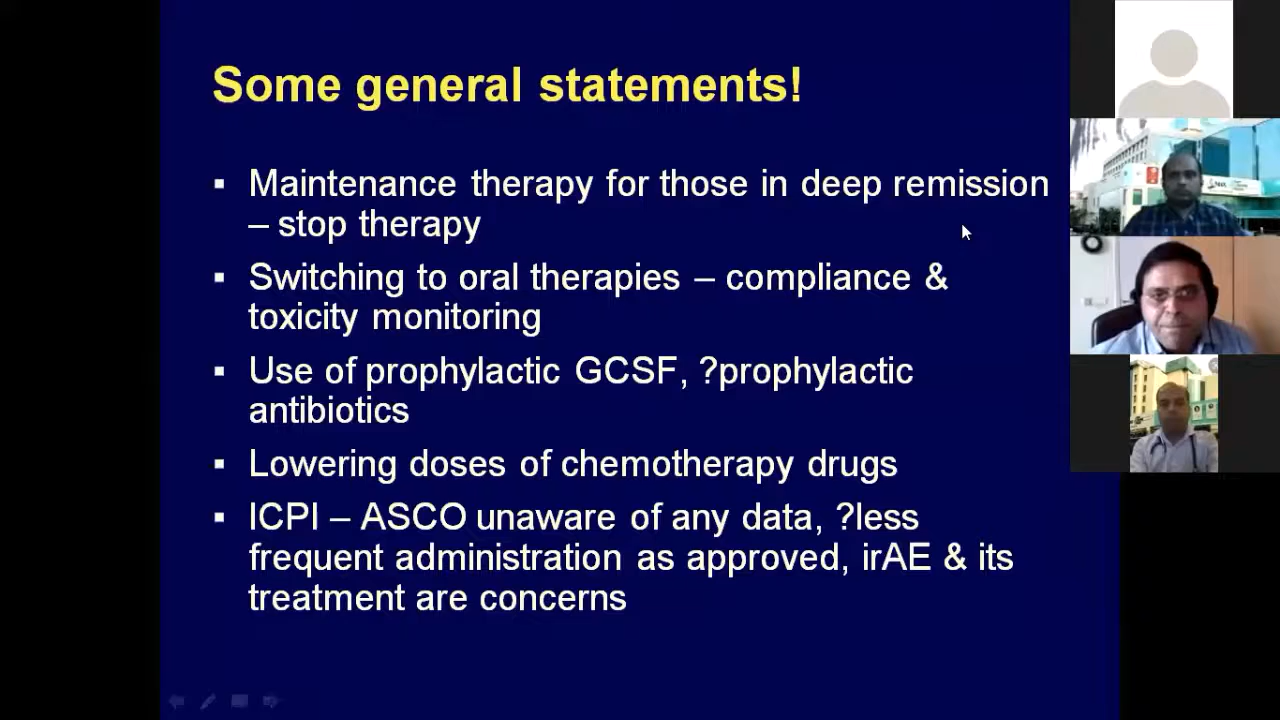 Some general statements!
▪ Maintenance therapy for those in deep remission
– stop therapy
▪ Switching to oral therapies – compliance &
toxicity monitoring
▪ Use of prophylactic GCSF, ?prophylactic
antibiotics
▪ Lowering doses of chemotherapy drugs
▪ ICPI – ASCO unaware of any data, ?less
frequent administration as approved, irAE & its
treatment are concerns